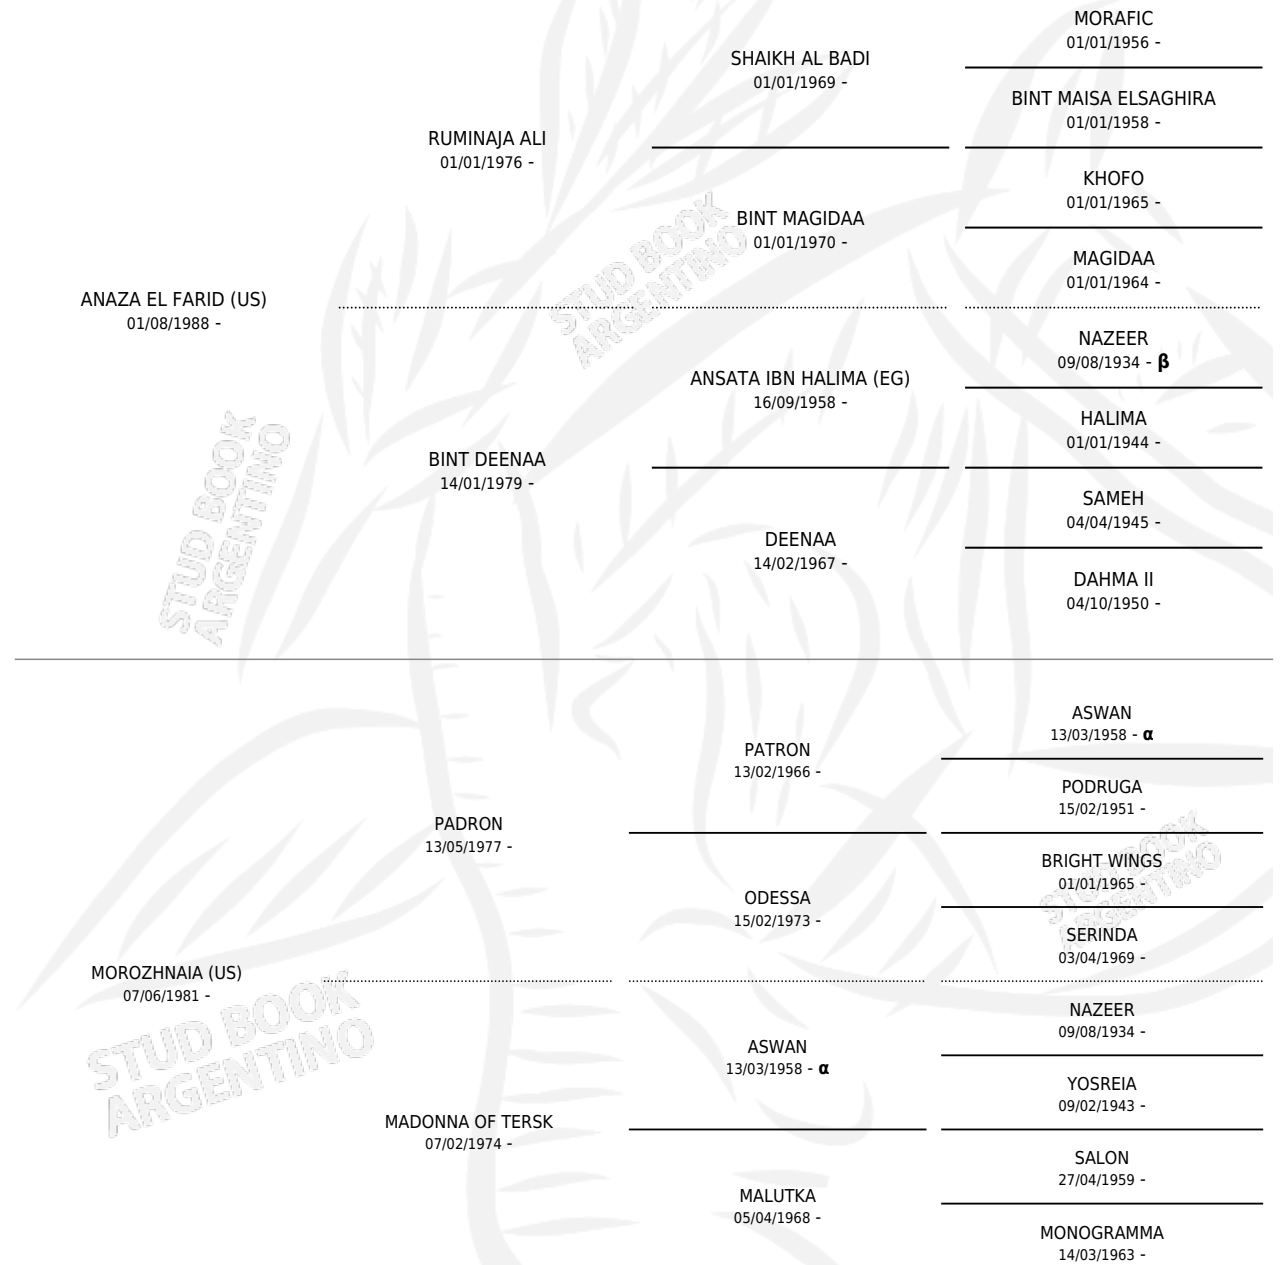 MORAFIC
01/01/1956 -
SHAIKH AL BADI
01/01/1969 -
BINT MAISA ELSAGHIRA
01/01/1958 -
RUMINAJA ALI
01/01/1976 -
KHOFO
01/01/1965 -
BINT MAGIDAA
01/01/1970 -
MAGIDAA
01/01/1964 -
ANAZA EL FARID (US)
01/08/1988 -
NAZEER
09/08/1934 - β
ANSATA IBN HALIMA (EG)
16/09/1958 -
HALIMA
01/01/1944 -
BINT DEENAA
14/01/1979 -
SAMEH
04/04/1945 -
DEENAA
14/02/1967 -
DAHMA II
04/10/1950 -
ASWAN
13/03/1958 - α
PATRON
13/02/1966 -
PODRUGA
15/02/1951 -
PADRON
13/05/1977 -
BRIGHT WINGS
01/01/1965 -
ODESSA
15/02/1973 -
SERINDA
03/04/1969 -
MOROZHNAIA (US)
07/06/1981 -
NAZEER
09/08/1934 -
ASWAN
13/03/1958 - α
YOSREIA
09/02/1943 -
MADONNA OF TERSK
07/02/1974 -
SALON
27/04/1959 -
MALUTKA
05/04/1968 -
MONOGRAMMA
14/03/1963 -
STUD BOOK
ARGENTINO
STUD BOOK
ARGENTINO
STUD BOOK
ARGENTINO
STUD BOOK
ARGENTINO